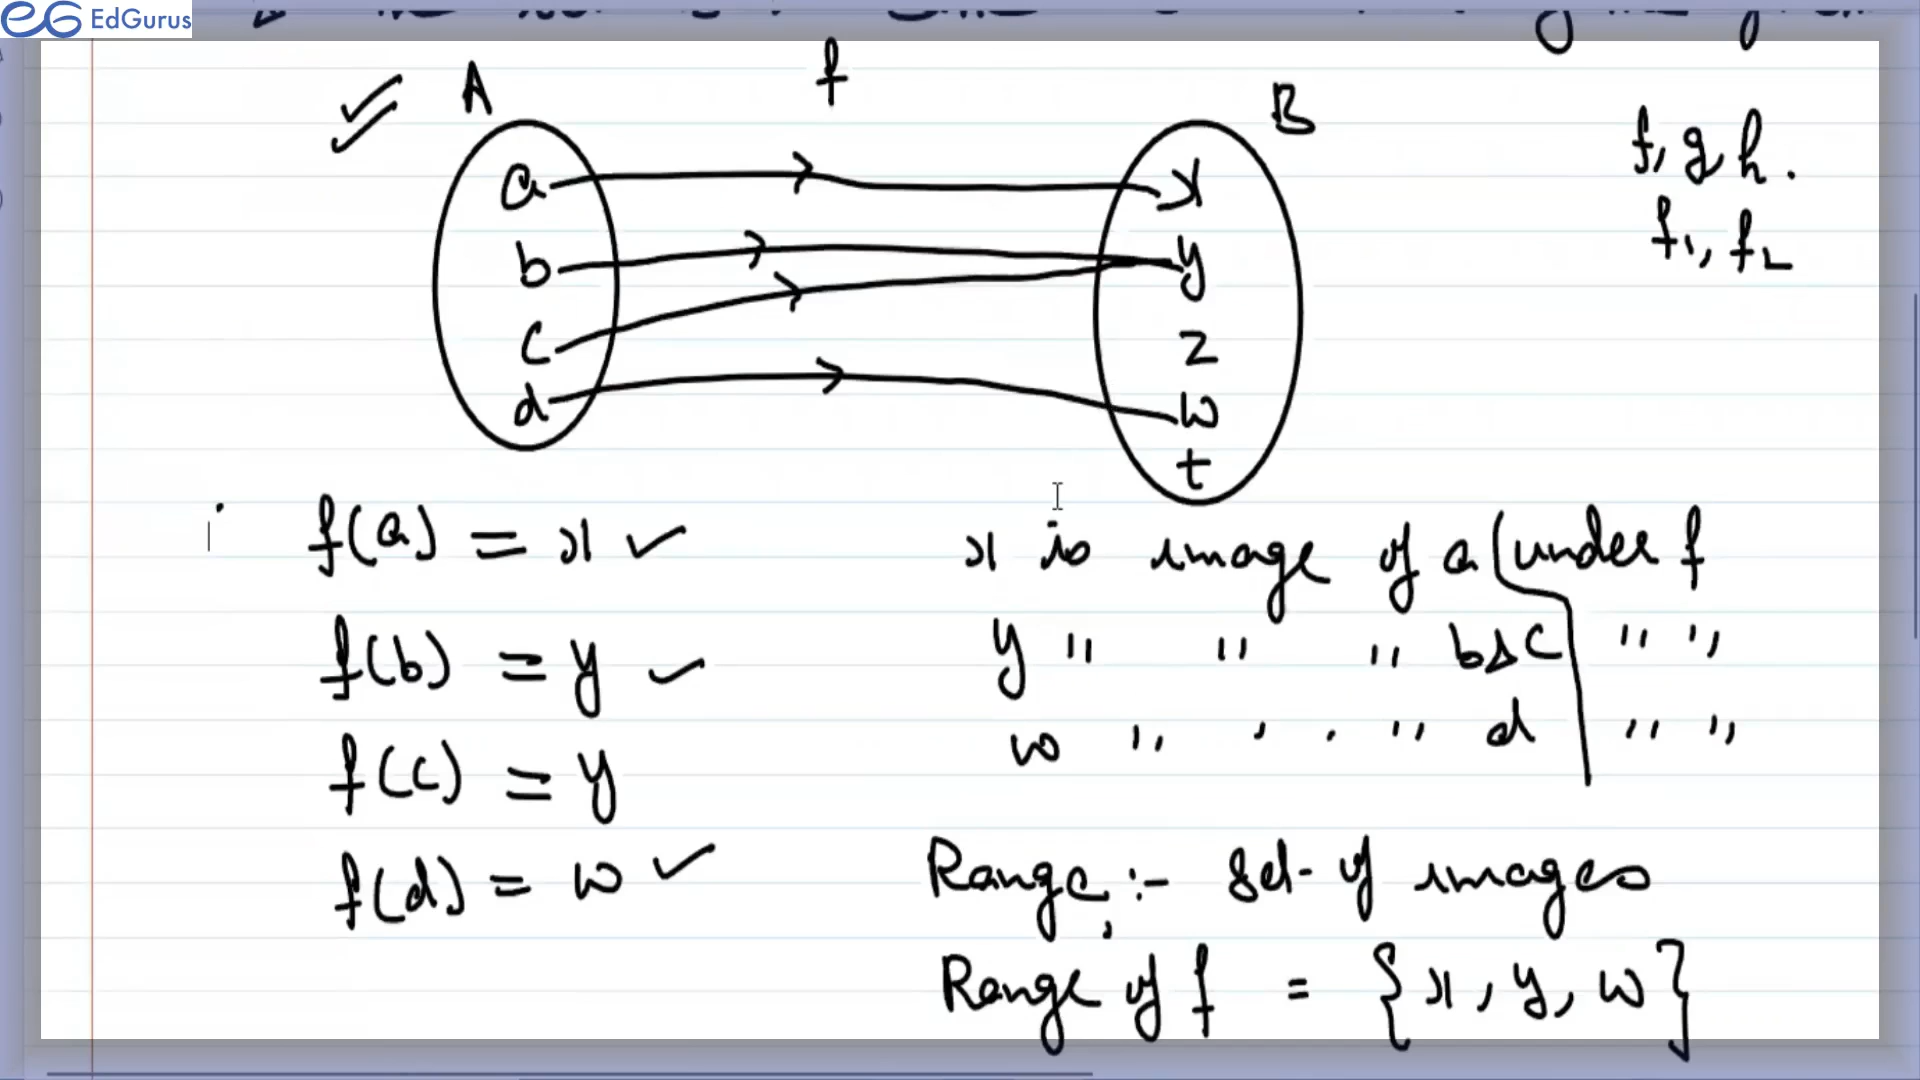 EdGurus
A f B
a x
b y
c z
d w
t
f, g, h.
f1, f2
f(a) = x
f(b) = y
f(c) = y
f(d) = w
x is image of a (under f
y " " " b & c " "
w " " " d " "
Range :- Set of images
Range of f = {x, y, w}